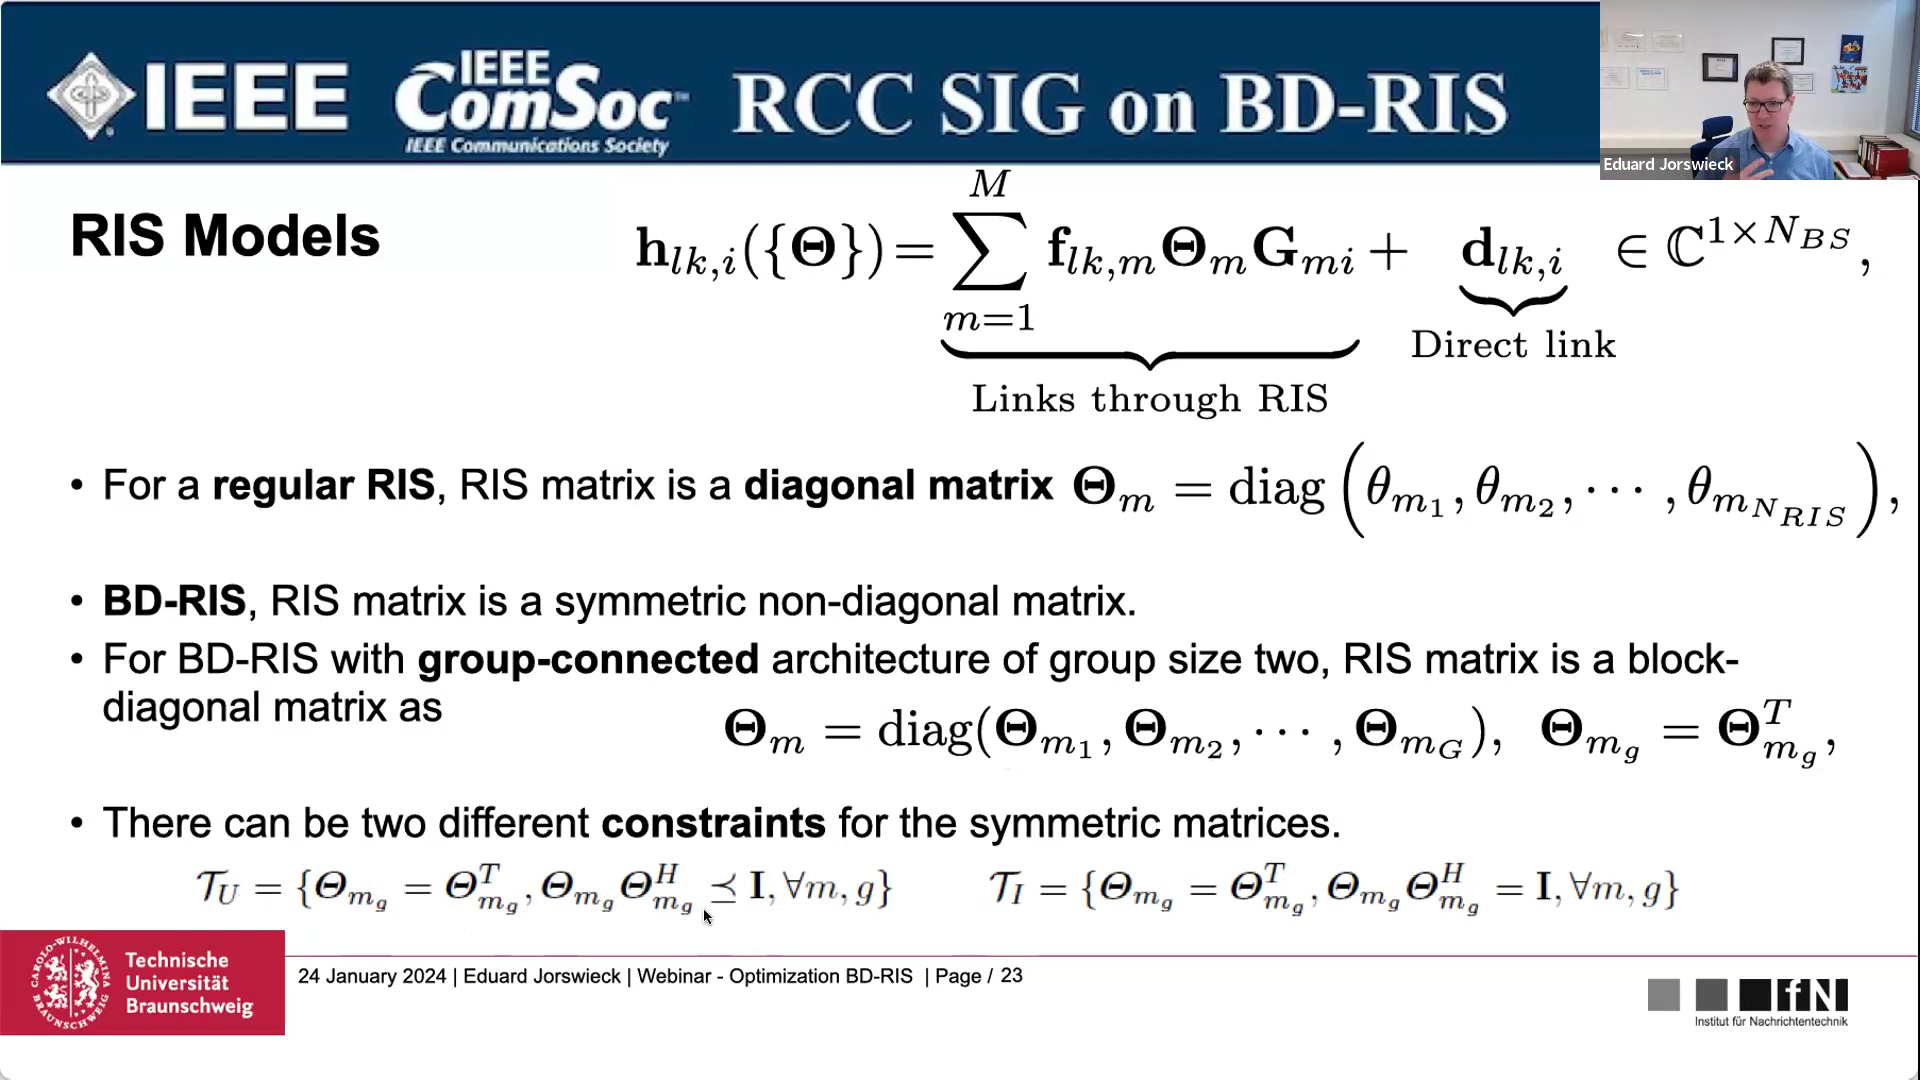 IEEE IEEE ComSoc™ RCC SIG on BD-RIS
IEEE Communications Society
Eduard Jorswieck
RIS Models
h_{lk,i}({Θ}) = \sum_{m=1}^{M} f_{lk,m} Θ_m G_{mi} + d_{lk,i} ∈ ℂ^{1×N_{BS}},
Links through RIS
Direct link
• For a regular RIS, RIS matrix is a diagonal matrix Θ_m = diag(θ_{m_1}, θ_{m_2}, ⋯, θ_{m_{N_{RIS}}}),
• BD-RIS, RIS matrix is a symmetric non-diagonal matrix.
• For BD-RIS with group-connected architecture of group size two, RIS matrix is a block-
diagonal matrix as
Θ_m = diag(Θ_{m_1}, Θ_{m_2}, ⋯, Θ_{m_G}), Θ_{m_g} = Θ_{m_g}^T,
• There can be two different constraints for the symmetric matrices.
𝒯_U = {Θ_{m_g} = Θ_{m_g}^T, Θ_{m_g} Θ_{m_g}^H ⪯ I, ∀m, g}
𝒯_I = {Θ_{m_g} = Θ_{m_g}^T, Θ_{m_g} Θ_{m_g}^H = I, ∀m, g}
CAROLO-WILHELMINA
BRAUNSCHWEIG
Technische
Universität
Braunschweig
24 January 2024 | Eduard Jorswieck | Webinar - Optimization BD-RIS | Page / 23
IfN
Institut für Nachrichtentechnik